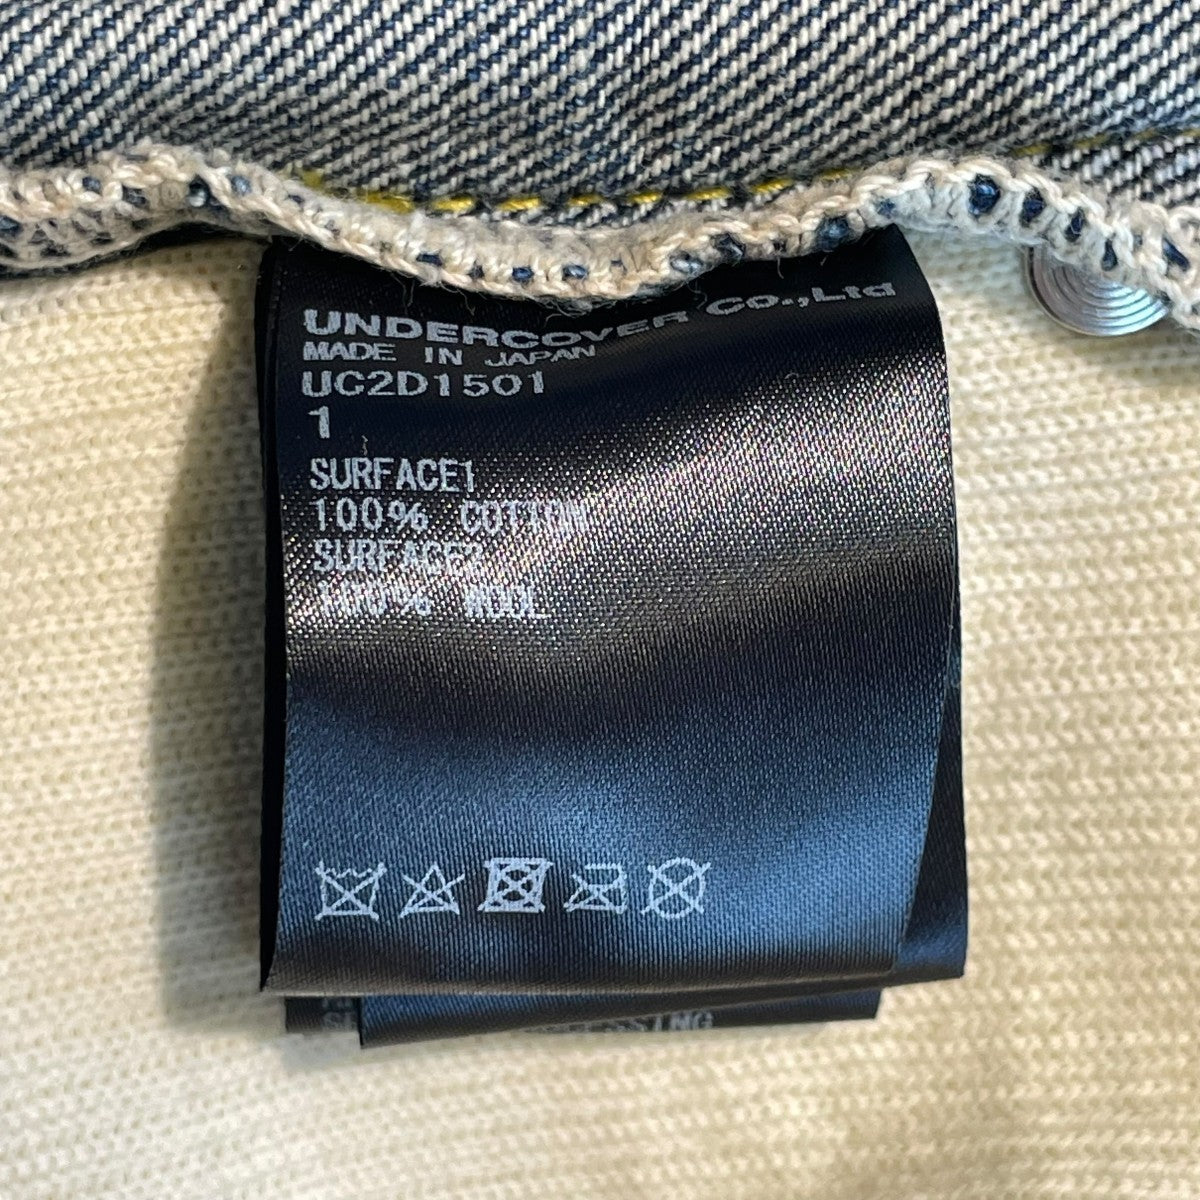 UNDERCOVER CO.,Ltd
MADE IN JAPAN
UC2D1501
1
SURFACE1
100% COTTON
SURFACE2
100% WOOL